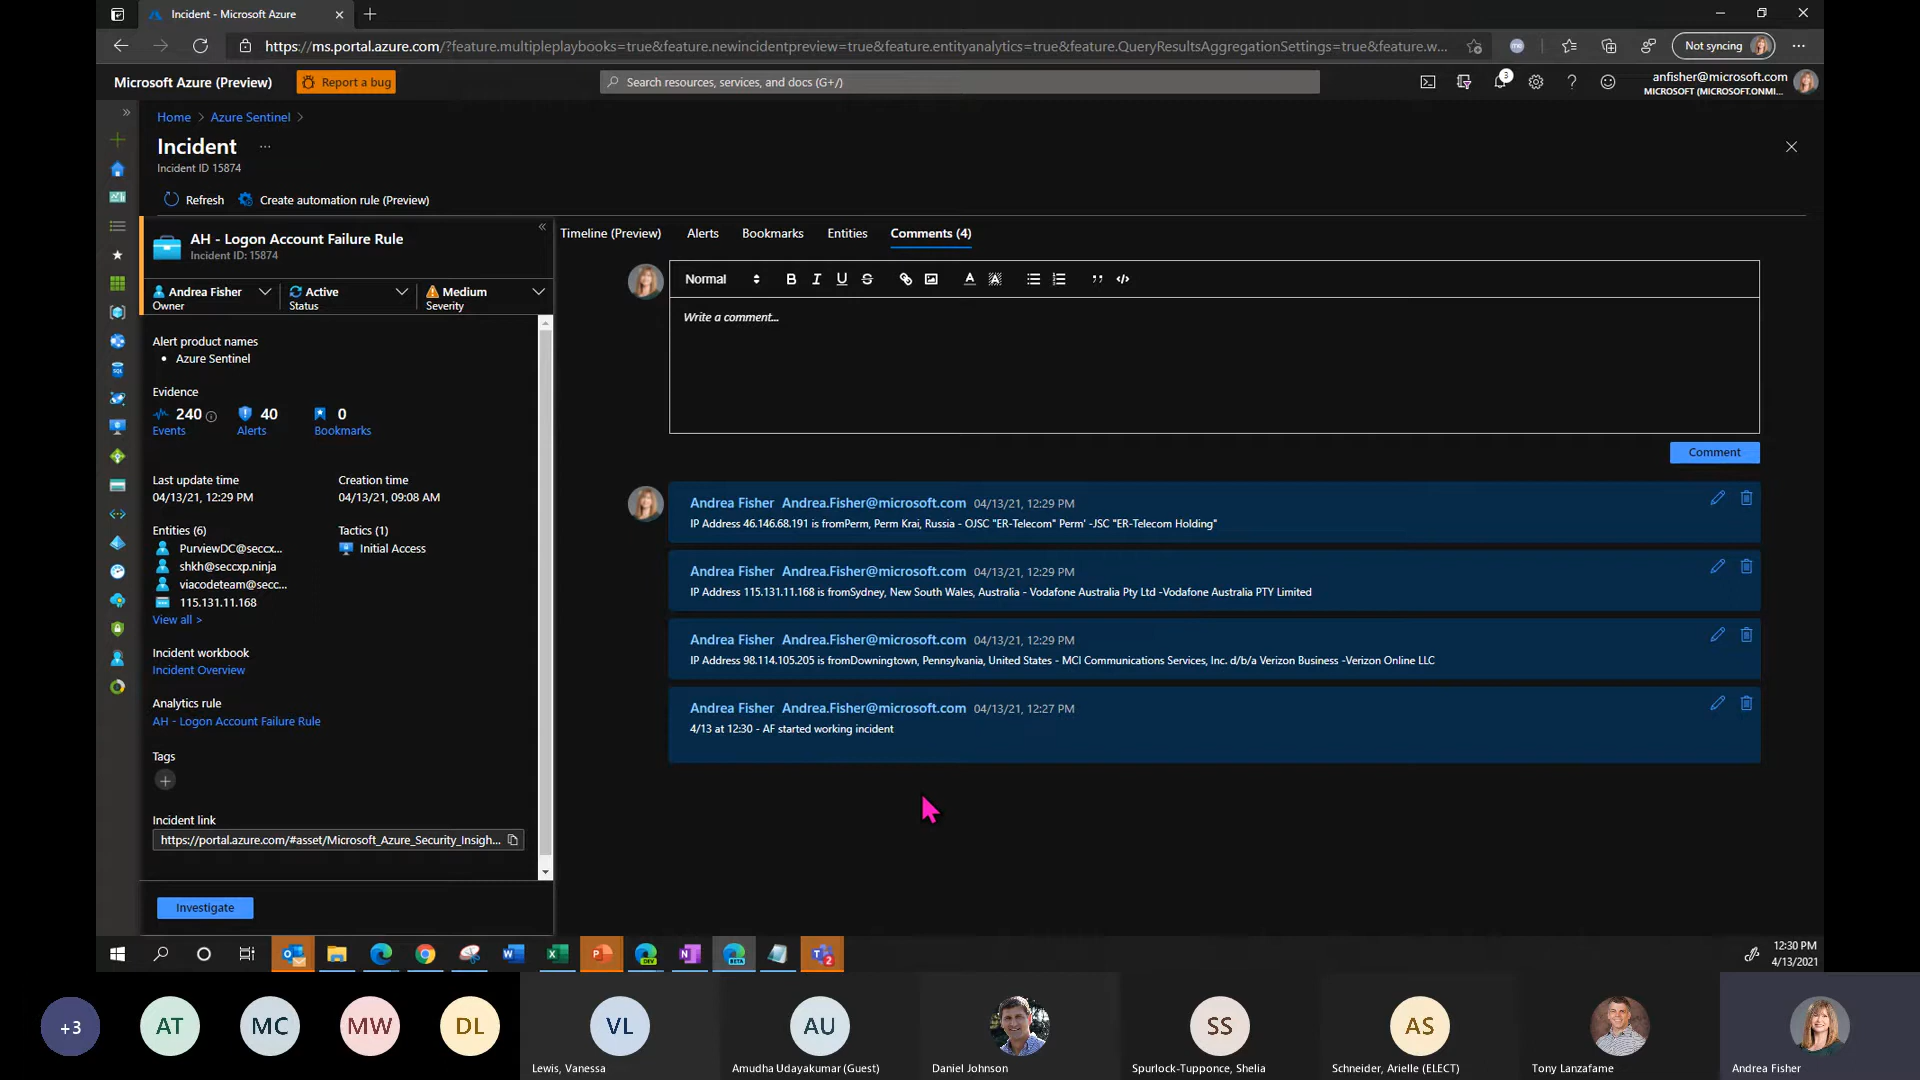 Incident - Microsoft Azure
https://ms.portal.azure.com/?feature.multipleplaybooks=true&feature.newincidentpreview=true&feature.entityanalytics=true&feature.QueryResultsAggregationSettings=true&feature.w...
Not syncing
Microsoft Azure (Preview)
Report a bug
Search resources, services, and docs (G+/)
3
anfisher@microsoft.com
MICROSOFT (MICROSOFT.ONMI...
Home > Azure Sentinel >
Incident ...
Incident ID 15874
Refresh
Create automation rule (Preview)
AH - Logon Account Failure Rule
Incident ID: 15874
Andrea Fisher
Owner
Active
Status
Medium
Severity
Alert product names
• Azure Sentinel
Evidence
240
Events
40
Alerts
0
Bookmarks
Last update time
04/13/21, 12:29 PM
Creation time
04/13/21, 09:08 AM
Entities (6)
PurviewDC@seccx...
shkh@seccxp.ninja
viacodeteam@secc...
115.131.11.168
View all >
Tactics (1)
Initial Access
Incident workbook
Incident Overview
Analytics rule
AH - Logon Account Failure Rule
Tags
Incident link
https://portal.azure.com/#asset/Microsoft_Azure_Security_Insigh...
Investigate
Timeline (Preview)
Alerts
Bookmarks
Entities
Comments (4)
Normal
B I U S
Write a comment...
Comment
Andrea Fisher Andrea.Fisher@microsoft.com 04/13/21, 12:29 PM
IP Address 46.146.68.191 is fromPerm, Perm Krai, Russia - OJSC "ER-Telecom" Perm' -JSC "ER-Telecom Holding"
Andrea Fisher Andrea.Fisher@microsoft.com 04/13/21, 12:29 PM
IP Address 115.131.11.168 is fromSydney, New South Wales, Australia - Vodafone Australia Pty Ltd -Vodafone Australia PTY Limited
Andrea Fisher Andrea.Fisher@microsoft.com 04/13/21, 12:29 PM
IP Address 98.114.105.205 is fromDowningtown, Pennsylvania, United States - MCI Communications Services, Inc. d/b/a Verizon Business -Verizon Online LLC
Andrea Fisher Andrea.Fisher@microsoft.com 04/13/21, 12:27 PM
4/13 at 12:30 - AF started working incident
12:30 PM
4/13/2021
+3
AT
MC
MW
DL
VL
Lewis, Vanessa
AU
Amudha Udayakumar (Guest)
Daniel Johnson
SS
Spurlock-Tupponce, Shelia
AS
Schneider, Arielle (ELECT)
Tony Lanzafame
Andrea Fisher